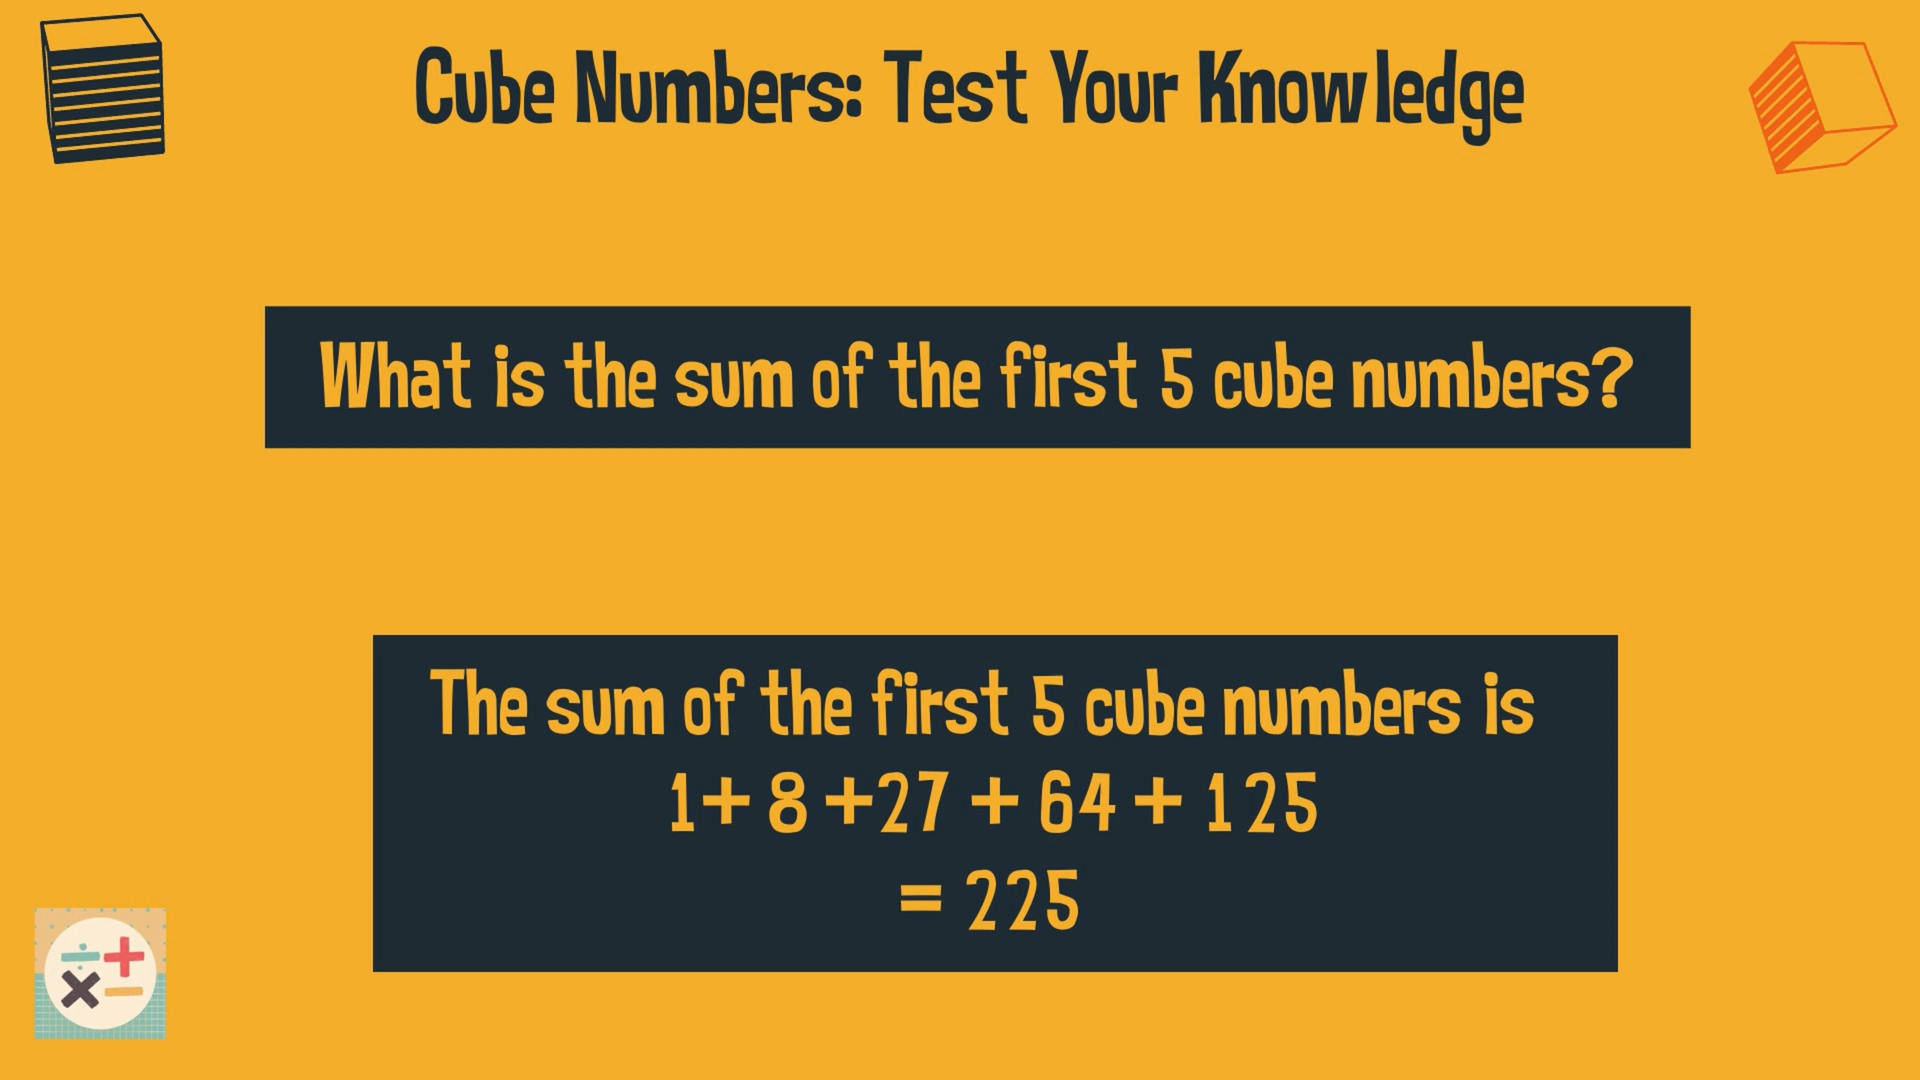 Cube Numbers: Test Your Knowledge
What is the sum of the first 5 cube numbers?
The sum of the first 5 cube numbers is
1+ 8 +27 + 64 + 125
= 225